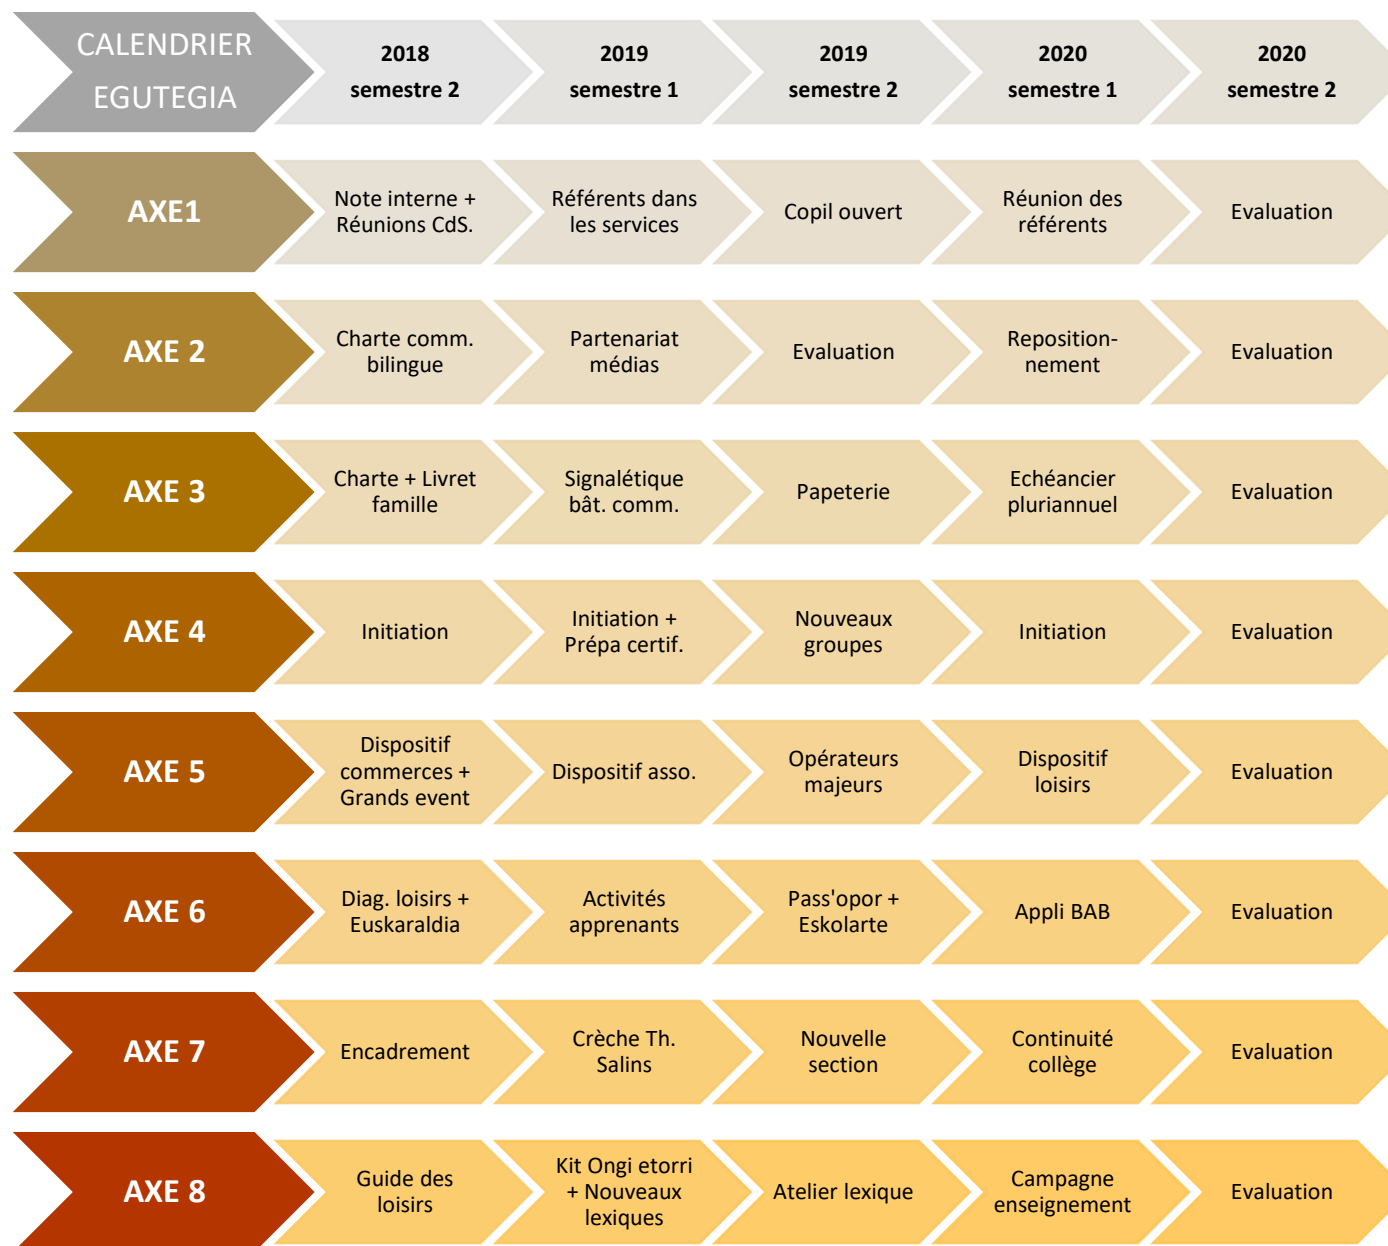 CALENDRIER
EGUTEGIA
2018
semestre 2
2019
semestre 1
2019
semestre 2
2020
semestre 1
2020
semestre 2
AXE1
Note interne +
Réunions CdS.
Référents dans
les services
Copil ouvert
Réunion des
référents
Evaluation
AXE 2
Charte comm.
bilingue
Partenariat
médias
Evaluation
Reposition-
nement
Evaluation
AXE 3
Charte + Livret
famille
Signalétique
bât. comm.
Papeterie
Echéancier
pluriannuel
Evaluation
AXE 4
Initiation
Initiation +
Prépa certif.
Nouveaux
groupes
Initiation
Evaluation
AXE 5
Dispositif
commerces +
Grands event
Dispositif asso.
Opérateurs
majeurs
Dispositif
loisirs
Evaluation
AXE 6
Diag. loisirs +
Euskaraldia
Activités
apprenants
Pass'opor +
Eskolarte
Appli BAB
Evaluation
AXE 7
Encadrement
Crèche Th.
Salins
Nouvelle
section
Continuité
collège
Evaluation
AXE 8
Guide des
loisirs
Kit Ongi etorri
+ Nouveaux
lexiques
Atelier lexique
Campagne
enseignement
Evaluation